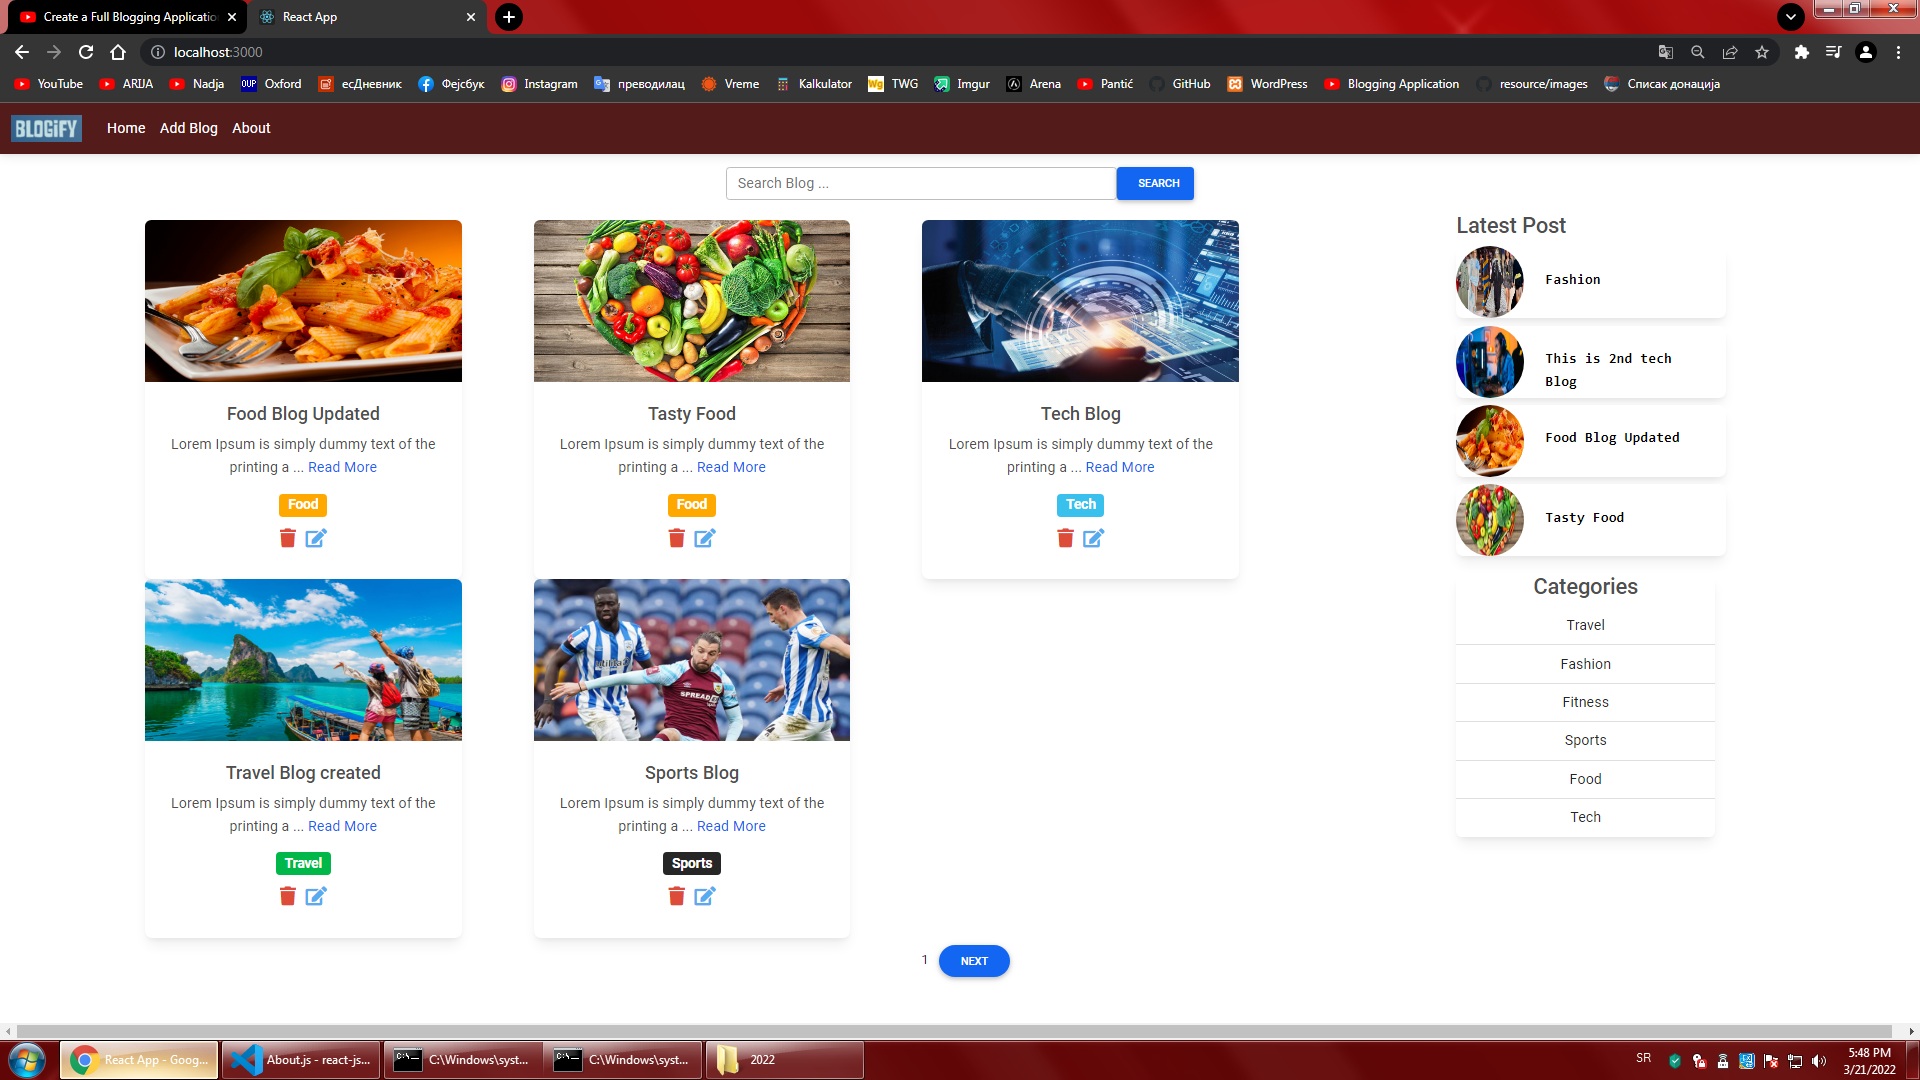 Create a Full Blogging Applicatio
React App
localhost:3000
YouTube
ARIJA
Nadja
OUP Oxford
есДневник
Фејсбук
Instagram
преводилац
Vreme
Kalkulator
Wg TWG
Imgur
Arena
Pantić
GitHub
WordPress
Blogging Application
resource/images
Списак донација
BLOGiFY
Home
Add Blog
About
Search Blog ...
SEARCH
Food Blog Updated
Lorem Ipsum is simply dummy text of the
printing a ... Read More
Food
Tasty Food
Lorem Ipsum is simply dummy text of the
printing a ... Read More
Food
Tech Blog
Lorem Ipsum is simply dummy text of the
printing a ... Read More
Tech
Travel Blog created
Lorem Ipsum is simply dummy text of the
printing a ... Read More
Travel
SPREAD
Sports Blog
Lorem Ipsum is simply dummy text of the
printing a ... Read More
Sports
1
NEXT
Latest Post
Fashion
This is 2nd tech
Blog
Food Blog Updated
Tasty Food
Categories
Travel
Fashion
Fitness
Sports
Food
Tech
React App - Goog...
About.js - react-js...
C:\Windows\syst...
C:\Windows\syst...
2022
SR
5:48 PM
3/21/2022